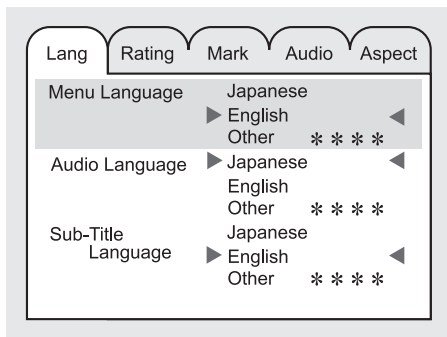 Lang Rating Mark Audio Aspect
Menu Language Japanese
▶ English ◀
Other ****
Audio Language ▶ Japanese ◀
English
Other ****
Sub-Title Japanese
Language ▶ English ◀
Other ****